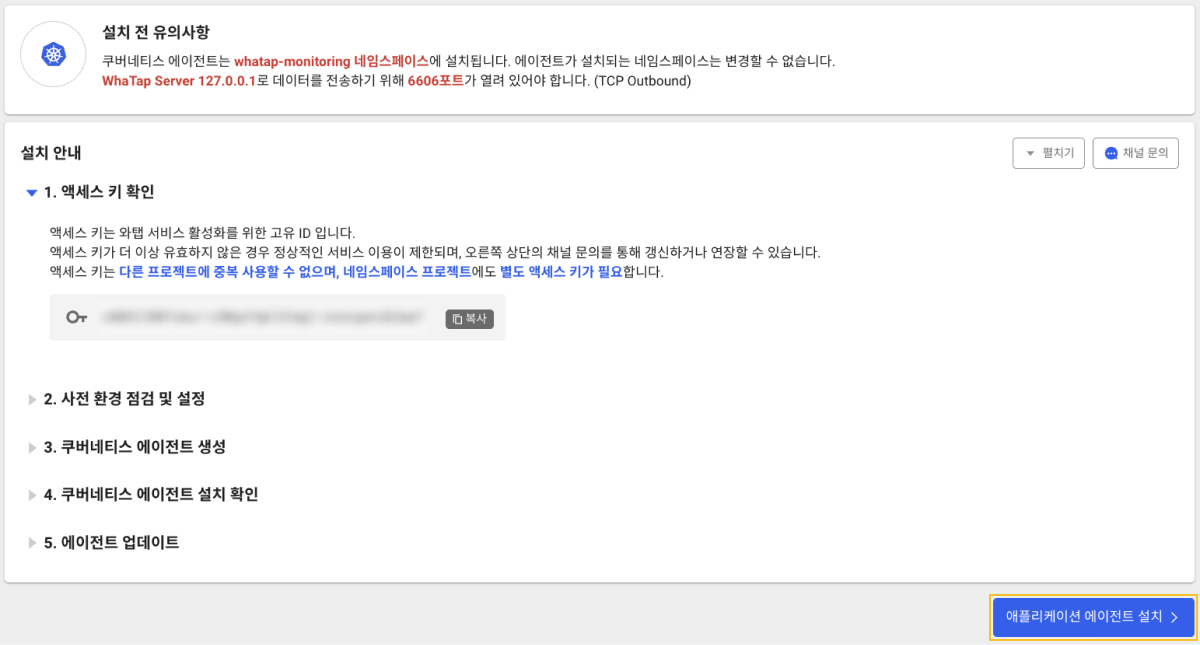 설치 전 유의사항
쿠버네티스 에이전트는 whatap-monitoring 네임스페이스에 설치됩니다. 에이전트가 설치되는 네임스페이스는 변경할 수 없습니다.
WhaTap Server 127.0.0.1로 데이터를 전송하기 위해 6606포트가 열려 있어야 합니다. (TCP Outbound)
설치 안내
펼치기
채널 문의
1. 액세스 키 확인
액세스 키는 와탭 서비스 활성화를 위한 고유 ID 입니다.
액세스 키가 더 이상 유효하지 않은 경우 정상적인 서비스 이용이 제한되며, 오른쪽 상단의 채널 문의를 통해 갱신하거나 연장할 수 있습니다.
액세스 키는 다른 프로젝트에 중복 사용할 수 없으며, 네임스페이스 프로젝트에도 별도 액세스 키가 필요합니다.
복사
2. 사전 환경 점검 및 설정
3. 쿠버네티스 에이전트 생성
4. 쿠버네티스 에이전트 설치 확인
5. 에이전트 업데이트
애플리케이션 에이전트 설치